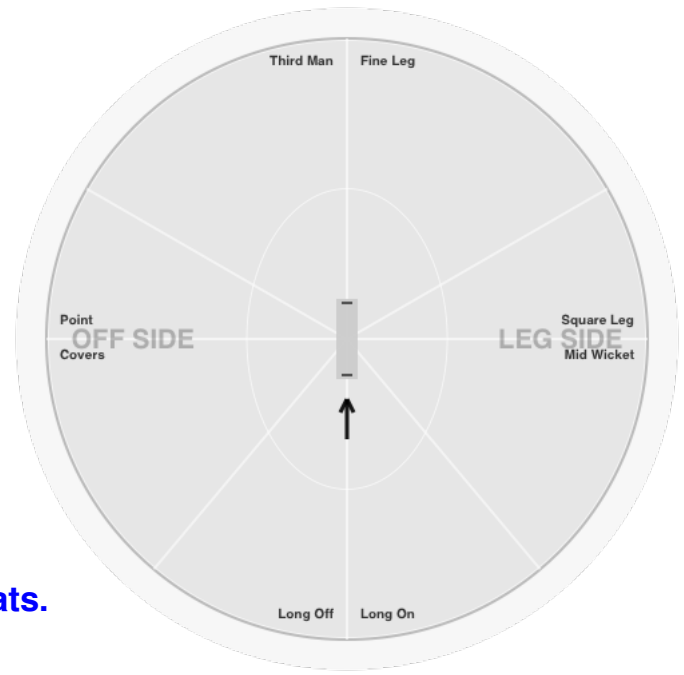 Third Man Fine Leg
Point Square Leg
OFF SIDE LEG SIDE
Covers Mid Wicket
ats.
Long Off Long On